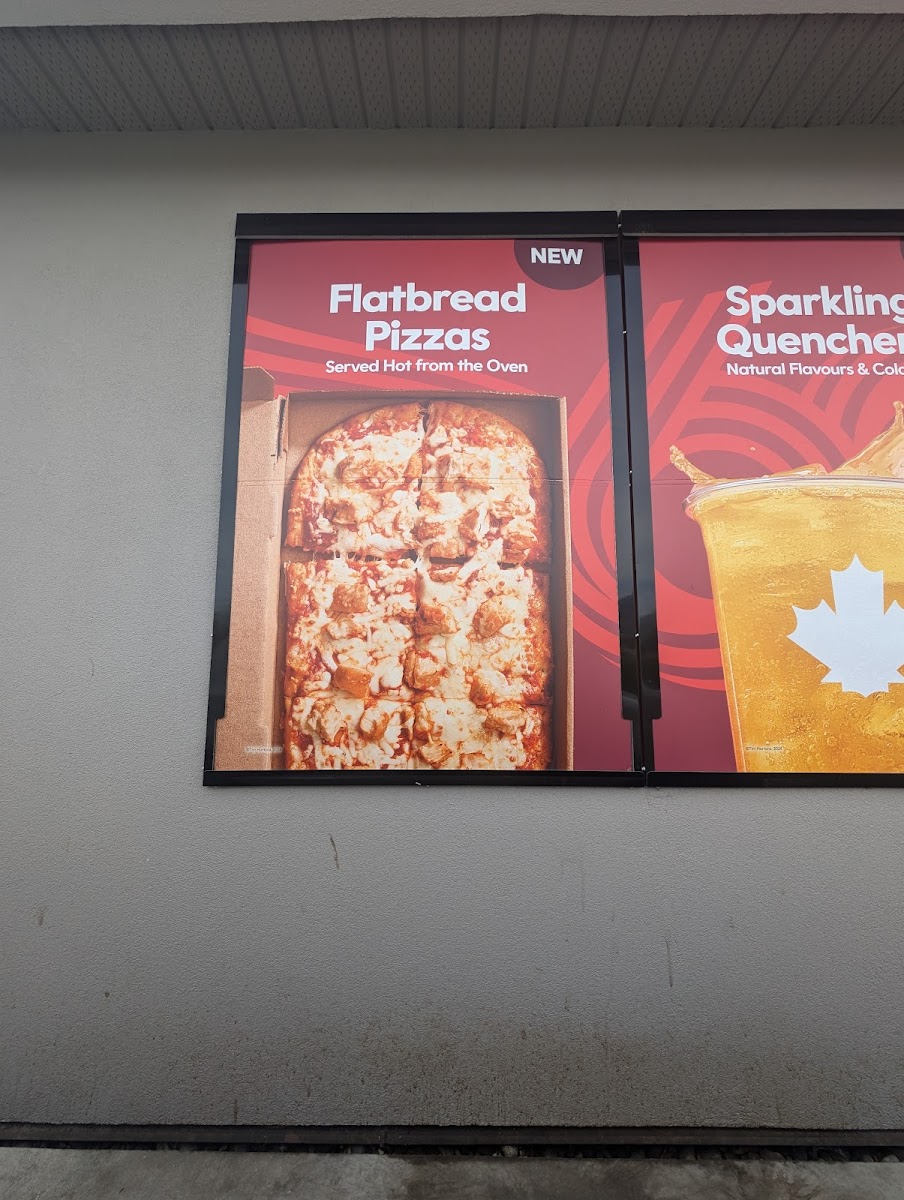 NEW
Flatbread
Pizzas
Served Hot from the Oven
Sparkling
Quencher
Natural Flavours & Colo